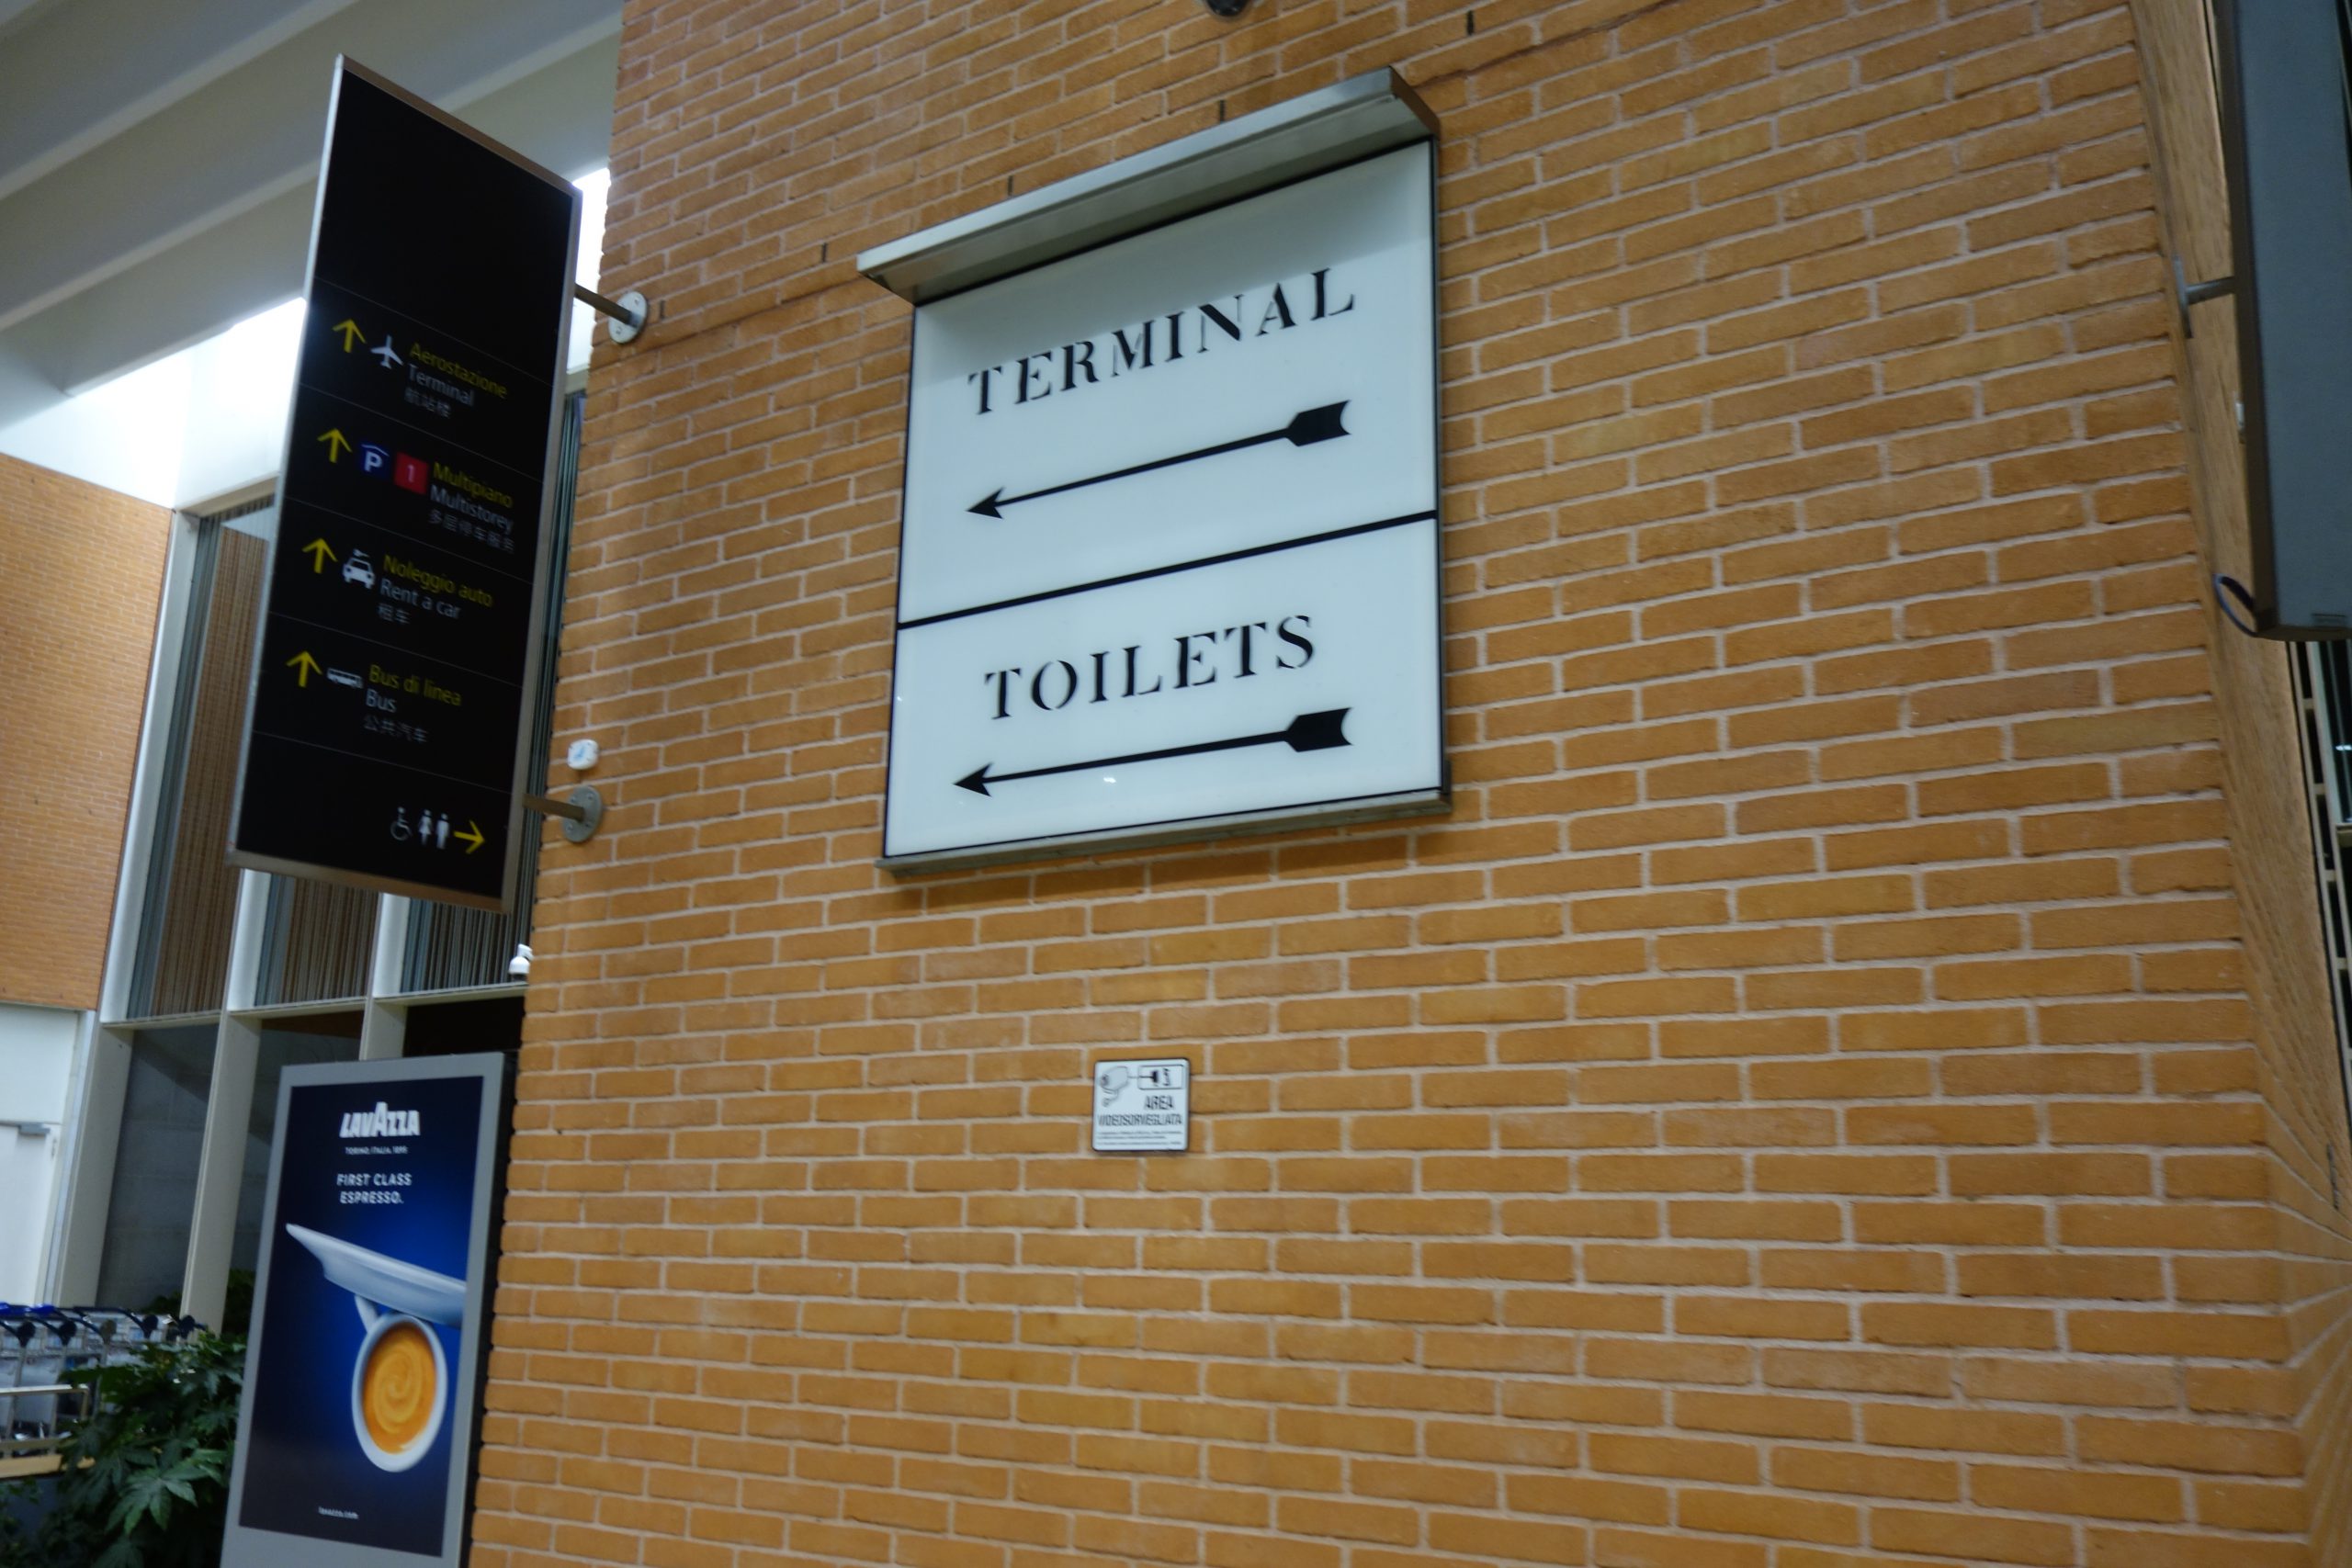 Aerostazione
Terminal
航站楼
P 1 Multipiano
Multistorey
多层停车服务
Noleggio auto
Rent a car
租车
Bus di linea
Bus
公共汽车
TERMINAL
TOILETS
AREA
VIDEOSORVEGLIATA
LAVAZZA
TORINO, ITALIA, 1895
FIRST CLASS
ESPRESSO.
lavazza.com